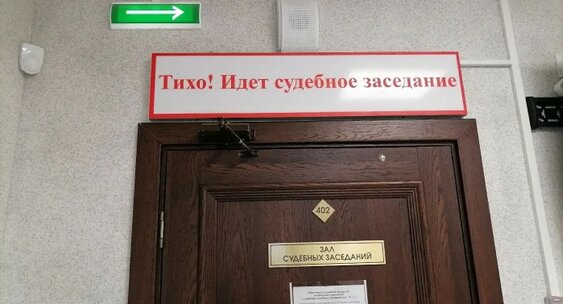 Тихо! Идет судебное заседание
402
ЗАЛ
СУДЕБНЫХ ЗАСЕДАНИЙ